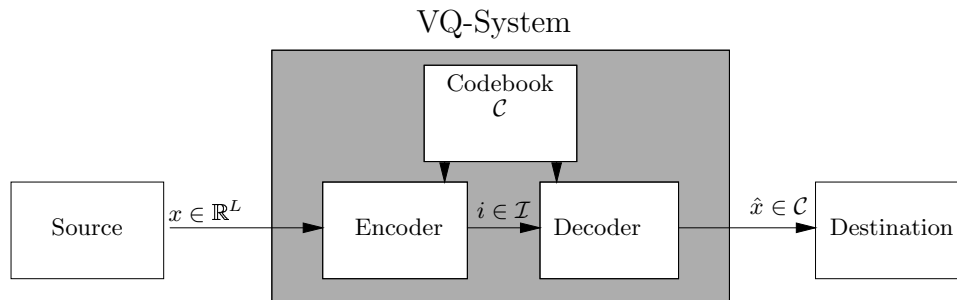 VQ-System
Codebook
𝒞
Source
x ∈ ℝ^L
Encoder
i ∈ ℐ
Decoder
x̂ ∈ 𝒞
Destination